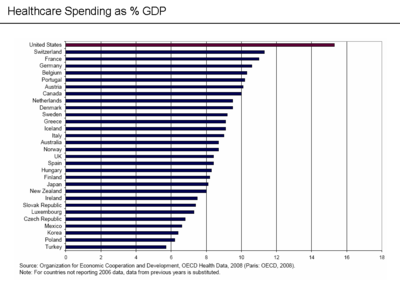 Healthcare Spending as % GDP
United States
Switzerland
France
Germany
Belgium
Portugal
Austria
Canada
Netherlands
Denmark
Sweden
Greece
Iceland
Italy
Australia
Norway
UK
Spain
Hungary
Finland
Japan
New Zealand
Ireland
Slovak Republic
Luxembourg
Czech Republic
Mexico
Korea
Poland
Turkey
0 2 4 6 8 10 12 14 16 18
Source: Organization for Economic Cooperation and Development, OECD Health Data, 2008 (Paris: OECD, 2008).
Note: For countries not reporting 2006 data, data from previous years is substituted.